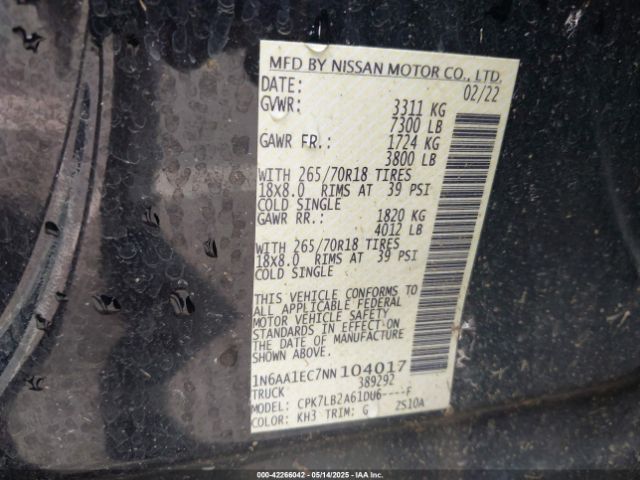 MFD BY NISSAN MOTOR CO., LTD.
DATE: 02/22
GVWR: 3311 KG
7300 LB
GAWR FR.: 1724 KG
3800 LB
WITH 265/70R18 TIRES
18X8.0 RIMS AT 39 PSI
COLD SINGLE
GAWR RR.: 1820 KG
4012 LB
WITH 265/70R18 TIRES
18X8.0 RIMS AT 39 PSI
COLD SINGLE
THIS VEHICLE CONFORMS TO
ALL APPLICABLE FEDERAL
MOTOR VEHICLE SAFETY
STANDARDS IN EFFECT ON
THE DATE OF MANUFACTURE
SHOWN ABOVE.
1N6AA1EC7NN104017
TRUCK 389292
MODEL: CPK7LB2A61DU6----F
COLOR: KH3 TRIM: G ZS10A
000-42266042 - 05/14/2025 - IAAI.COM